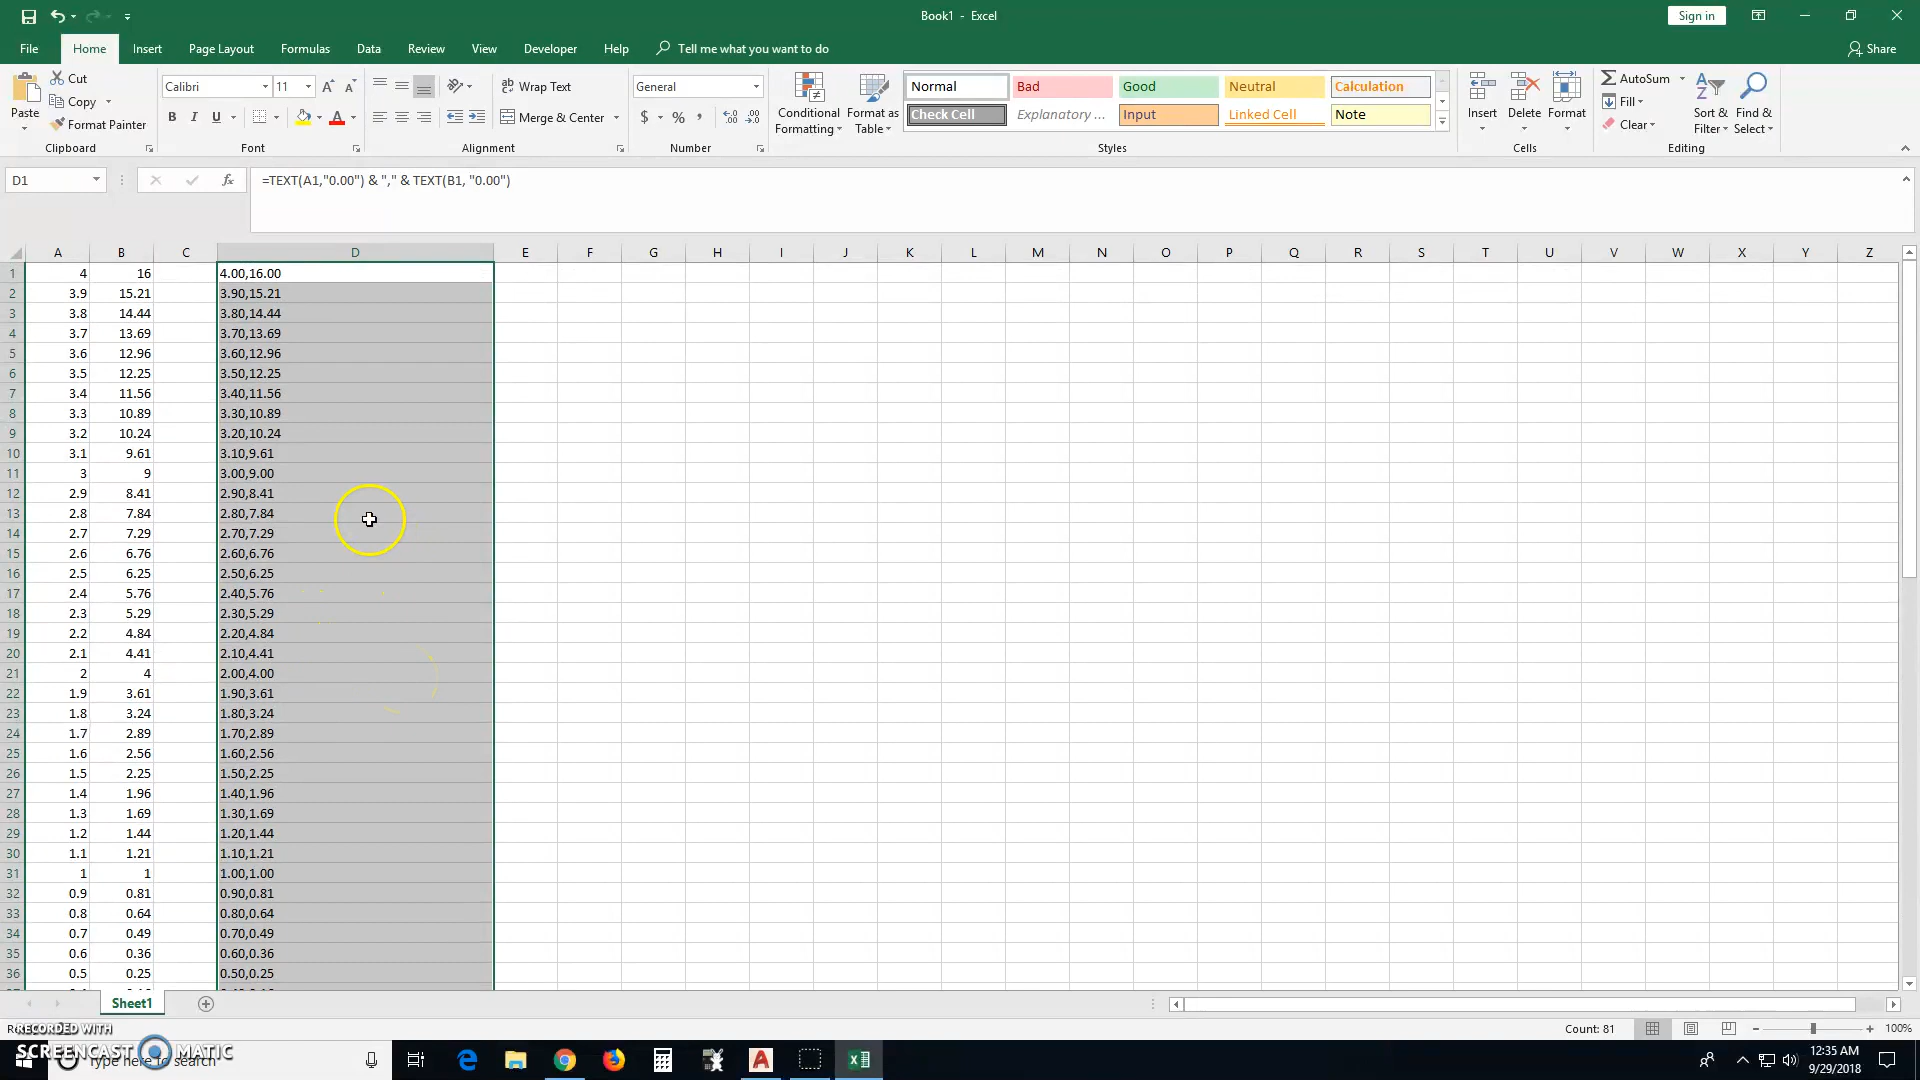 Book1 - Excel
Sign in
File Home Insert Page Layout Formulas Data Review View Developer Help Tell me what you want to do Share
Paste
Cut
Copy
Format Painter
Clipboard
Calibri 11
B I U
Font
Wrap Text
Merge & Center
Alignment
General
$ % ,
Number
Conditional Formatting
Format as Table
Normal Bad Good Neutral Calculation
Check Cell Explanatory ... Input Linked Cell Note
Styles
Insert Delete Format
Cells
AutoSum
Fill
Clear
Sort & Filter
Find & Select
Editing
D1 fx =TEXT(A1,"0.00") & "," & TEXT(B1, "0.00")
A B C D E F G H I J K L M N O P Q R S T U V W X Y Z
1 4 16 4.00,16.00
2 3.9 15.21 3.90,15.21
3 3.8 14.44 3.80,14.44
4 3.7 13.69 3.70,13.69
5 3.6 12.96 3.60,12.96
6 3.5 12.25 3.50,12.25
7 3.4 11.56 3.40,11.56
8 3.3 10.89 3.30,10.89
9 3.2 10.24 3.20,10.24
10 3.1 9.61 3.10,9.61
11 3 9 3.00,9.00
12 2.9 8.41 2.90,8.41
13 2.8 7.84 2.80,7.84
14 2.7 7.29 2.70,7.29
15 2.6 6.76 2.60,6.76
16 2.5 6.25 2.50,6.25
17 2.4 5.76 2.40,5.76
18 2.3 5.29 2.30,5.29
19 2.2 4.84 2.20,4.84
20 2.1 4.41 2.10,4.41
21 2 4 2.00,4.00
22 1.9 3.61 1.90,3.61
23 1.8 3.24 1.80,3.24
24 1.7 2.89 1.70,2.89
25 1.6 2.56 1.60,2.56
26 1.5 2.25 1.50,2.25
27 1.4 1.96 1.40,1.96
28 1.3 1.69 1.30,1.69
29 1.2 1.44 1.20,1.44
30 1.1 1.21 1.10,1.21
31 1 1 1.00,1.00
32 0.9 0.81 0.90,0.81
33 0.8 0.64 0.80,0.64
34 0.7 0.49 0.70,0.49
35 0.6 0.36 0.60,0.36
36 0.5 0.25 0.50,0.25
Sheet1
Count: 81 100%
RECORDED WITH
SCREENCAST MATIC
Type here to search
12:35 AM
9/29/2018